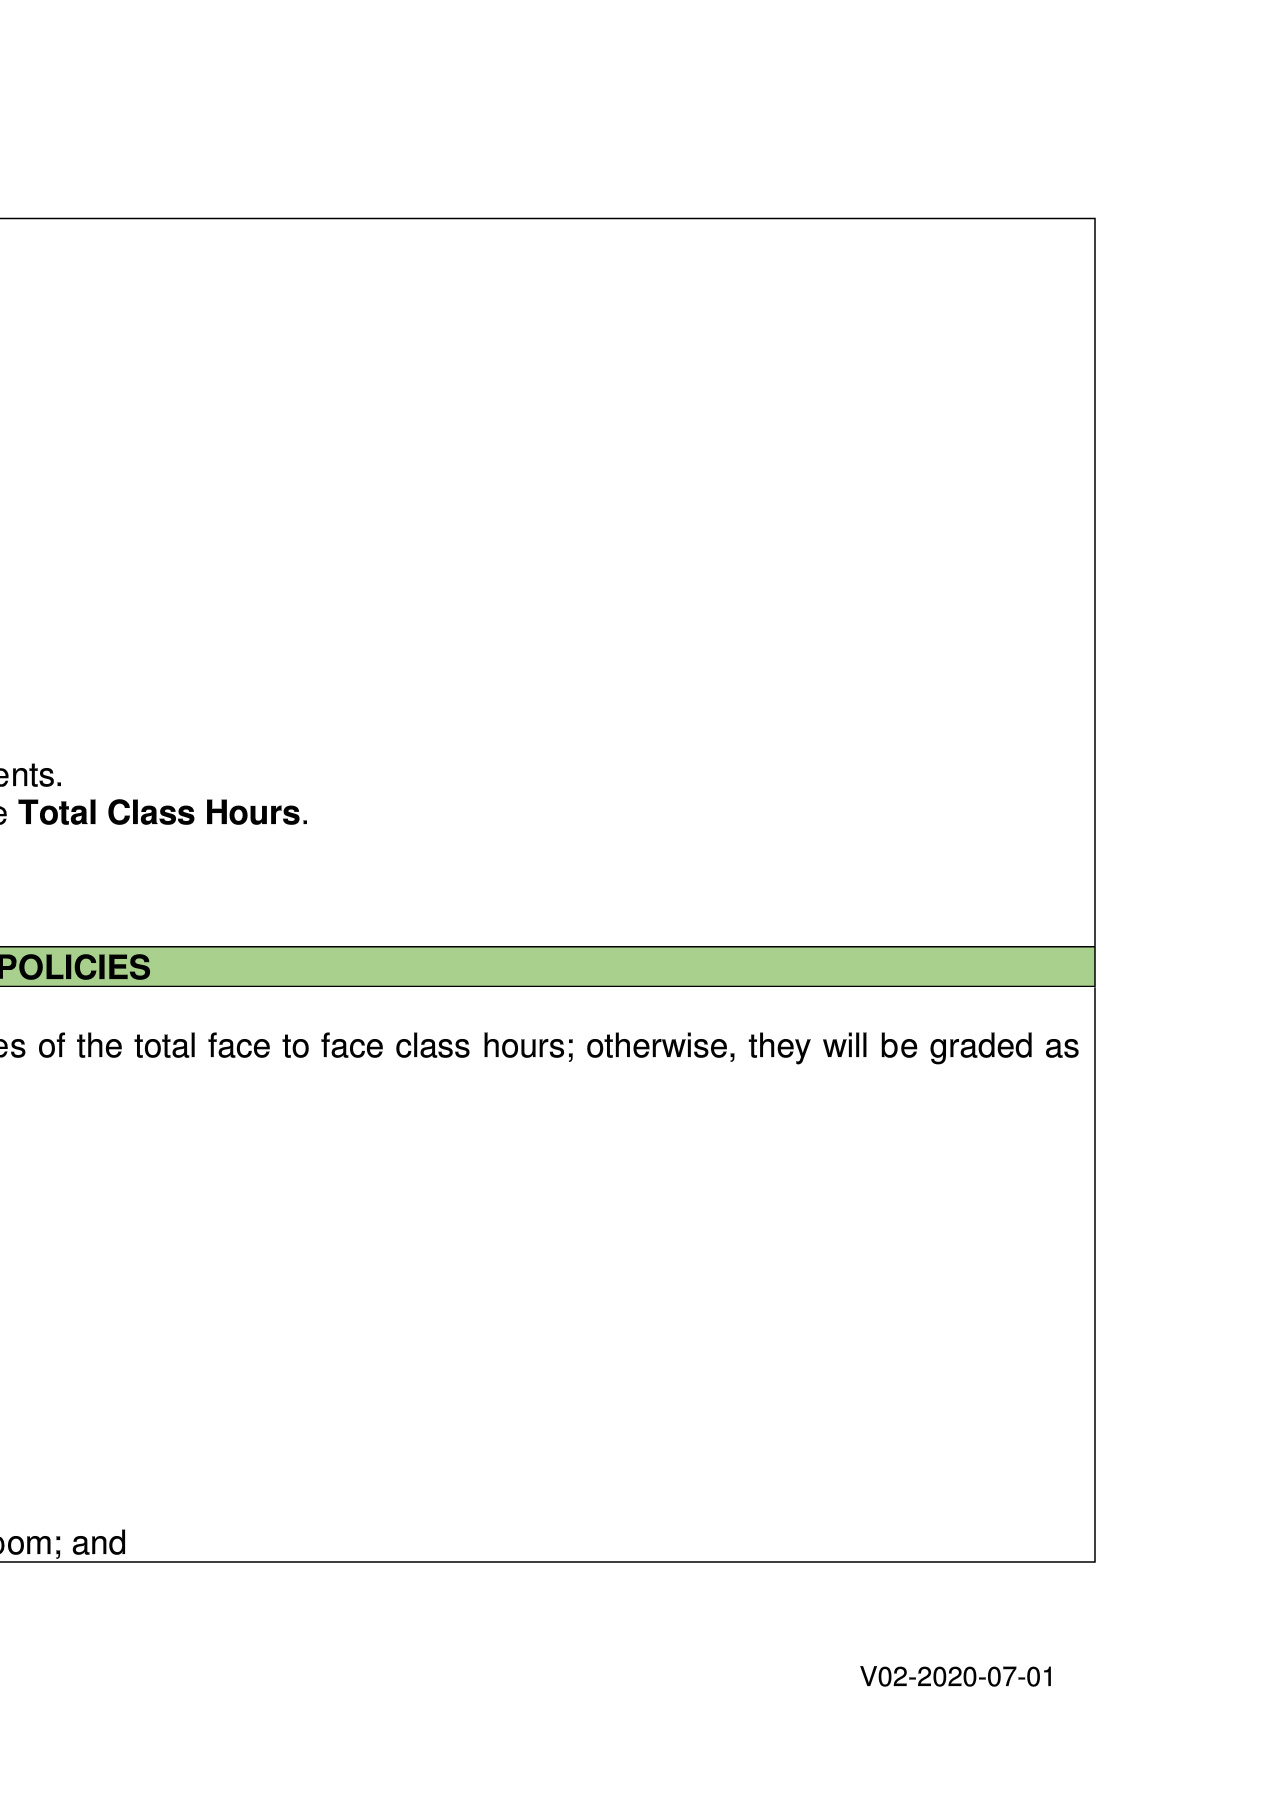 ents.
e Total Class Hours.
POLICIES
es of the total face to face class hours; otherwise, they will be graded as
oom; and
V02-2020-07-01